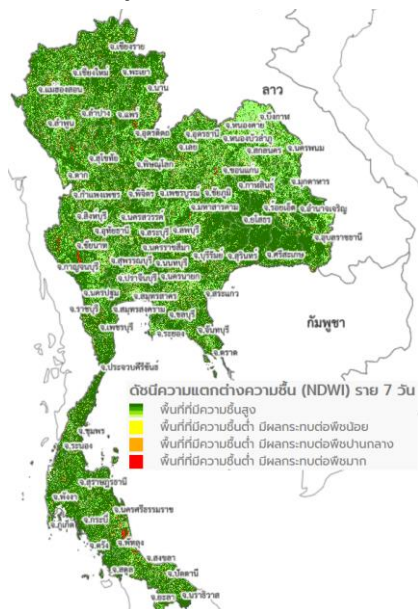 จ.เชียงราย
จ.เชียงใหม่ จ.พะเยา
จ.แม่ฮ่องสอน จ.น่าน
ลาว
จ.ลำปาง จ.แพร่
จ.ลำพูน
จ.อุตรดิตถ์ จ.อุดรธานี
จ.หนองคาย จ.บึงกาฬ
จ.เลย จ.หนองบัวลำภู
จ.สกลนคร จ.นครพนม
จ.สุโขทัย จ.พิษณุโลก
จ.ขอนแก่น
จ.ตาก จ.กาฬสินธุ์ จ.มุกดาหาร
จ.กำแพงเพชร จ.พิจิตร จ.เพชรบูรณ์ จ.ชัยภูมิ
จ.มหาสารคาม จ.ร้อยเอ็ด จ.อำนาจเจริญ
จ.สิงห์บุรี จ.นครสวรรค์ จ.ยโสธร
จ.อุทัยธานี จ.สระบุรี จ.ลพบุรี
จ.อุบลราชธานี
จ.ชัยนาท จ.นครราชสีมา จ.บุรีรัมย์ จ.สุรินทร์ จ.ศรีสะเกษ
จ.กาญจนบุรี จ.สุพรรณบุรี จ.นนทบุรี
จ.ปราจีนบุรี จ.นครนายก
จ.นครปฐม จ.สมุทรสาคร จ.สระแก้ว
จ.ราชบุรี จ.สมุทรสงคราม จ.ชลบุรี
กัมพูชา
จ.เพชรบุรี จ.ระยอง จ.จันทบุรี
จ.ตราด
จ.ประจวบคีรีขันธ์
ดัชนีความแตกต่างความชื้น (NDWI) ราย 7 วัน
พื้นที่ที่มีความชื้นสูง
พื้นที่ที่มีความชื้นต่ำ มีผลกระทบต่อพืชน้อย
พื้นที่ที่มีความชื้นต่ำ มีผลกระทบต่อพืชปานกลาง
พื้นที่ที่มีความชื้นต่ำ มีผลกระทบต่อพืชมาก
จ.ชุมพร
จ.ระนอง
จ.สุราษฎร์ธานี
จ.พังงา
จ.นครศรีธรรมราช
จ.ภูเก็ต จ.กระบี่
จ.ตรัง จ.พัทลุง
จ.สงขลา
จ.สตูล จ.ปัตตานี
จ.ยะลา จ.นราธิวาส